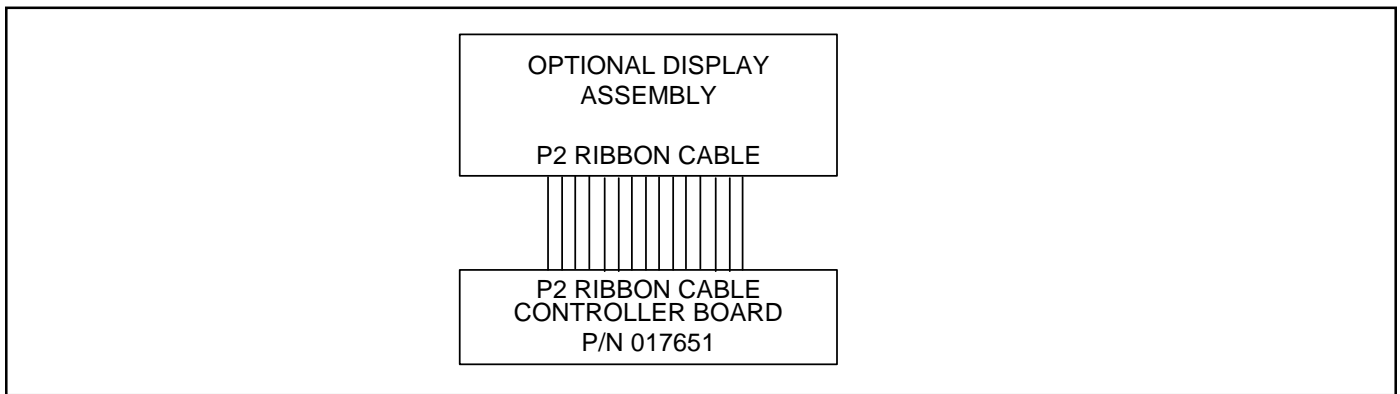 OPTIONAL DISPLAY
ASSEMBLY
P2 RIBBON CABLE
P2 RIBBON CABLE
CONTROLLER BOARD
P/N 017651